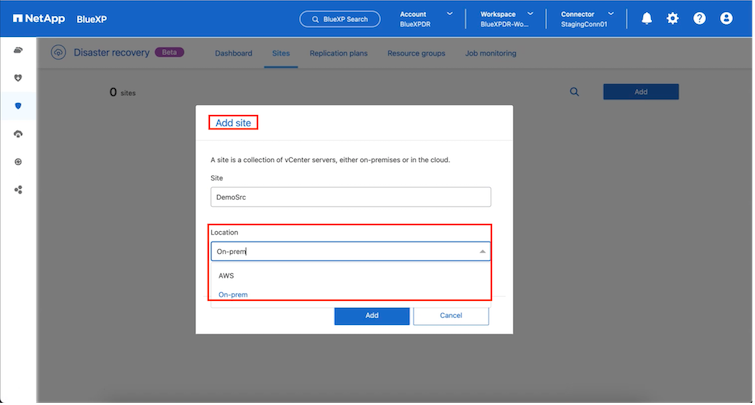 NetApp BlueXP
BlueXP Search
Account
BlueXPDR
Workspace
BlueXPDR-Wo...
Connector
StagingConn01
Disaster recovery Beta Dashboard Sites Replication plans Resource groups Job monitoring
0 sites Add
Add site
A site is a collection of vCenter servers, either on-premises or in the cloud.
Site
DemoSrc
Location
On-prem
AWS
On-prem
Add Cancel